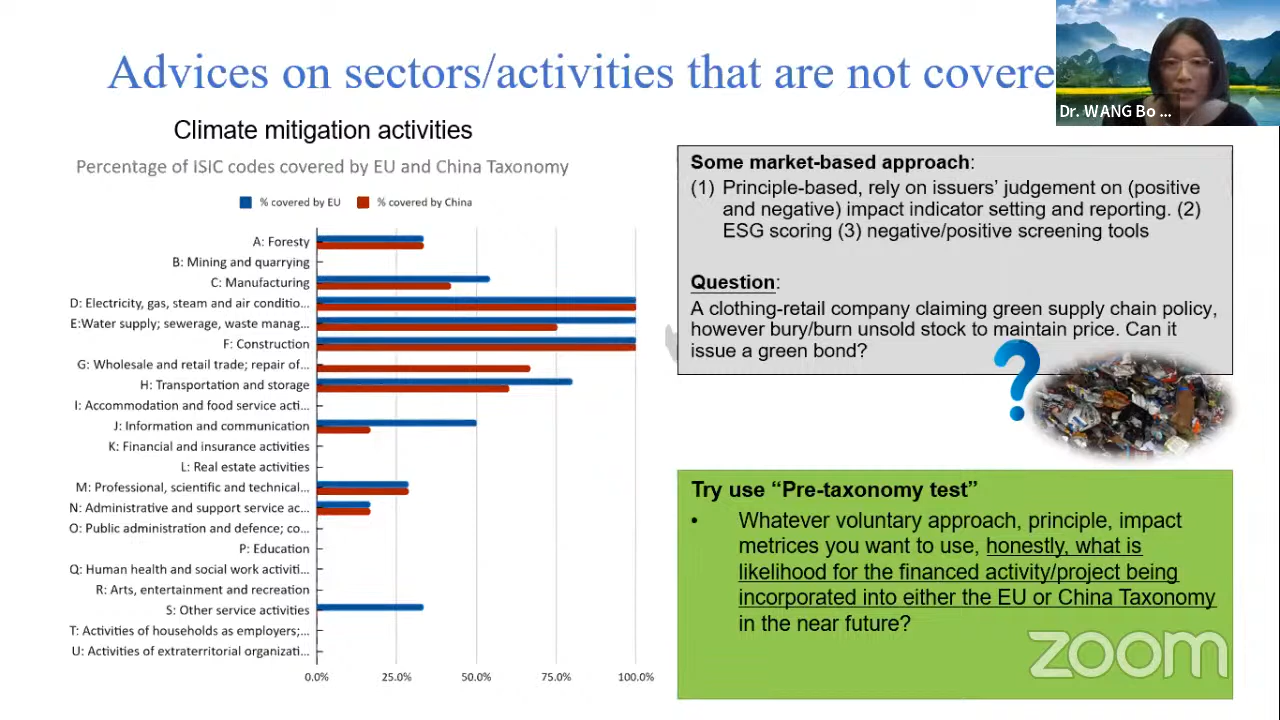 Advices on sectors/activities that are not covere
Dr. WANG Bo ...
Climate mitigation activities
Percentage of ISIC codes covered by EU and China Taxonomy
% covered by EU
% covered by China
A: Foresty
B: Mining and quarrying
C: Manufacturing
D: Electricity, gas, steam and air conditio...
E:Water supply; sewerage, waste manag...
F: Construction
G: Wholesale and retail trade; repair of...
H: Transportation and storage
I: Accommodation and food service acti...
J: Information and communication
K: Financial and insurance activities
L: Real estate activities
M: Professional, scientific and technical...
N: Administrative and support service ac...
O: Public administration and defence; co...
P: Education
Q: Human health and social work activiti...
R: Arts, entertainment and recreation
S: Other service activities
T: Activities of households as employers;...
U: Activities of extraterritorial organizati...
0.0%
25.0%
50.0%
75.0%
100.0%
Some market-based approach:
(1) Principle-based, rely on issuers' judgement on (positive
and negative) impact indicator setting and reporting. (2)
ESG scoring (3) negative/positive screening tools
Question:
A clothing-retail company claiming green supply chain policy,
however bury/burn unsold stock to maintain price. Can it
issue a green bond?
?
Try use “Pre-taxonomy test”
• Whatever voluntary approach, principle, impact
metrices you want to use, honestly, what is
likelihood for the financed activity/project being
incorporated into either the EU or China Taxonomy
in the near future?
zoom